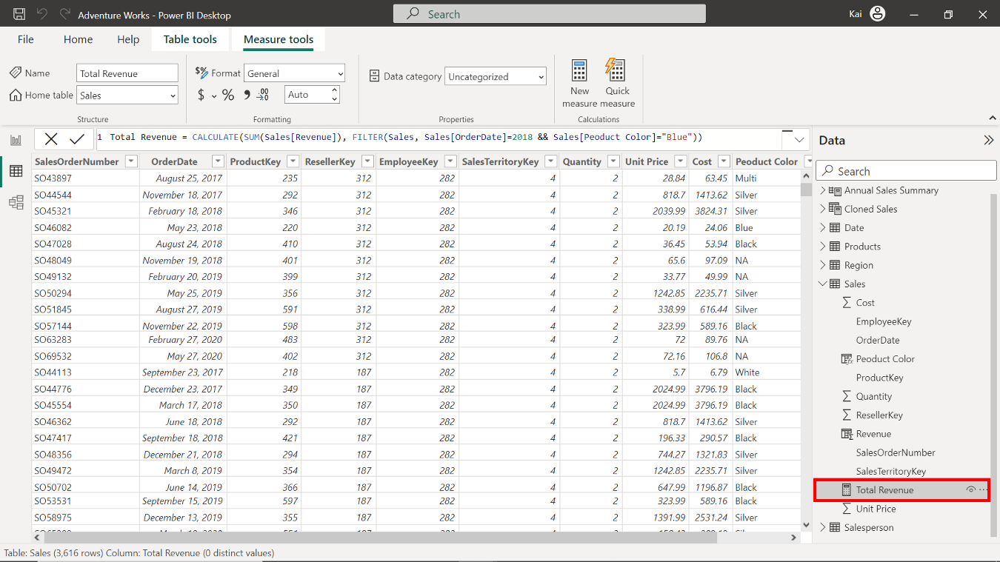 Adventure Works - Power BI Desktop
Search
Kai
File Home Help Table tools Measure tools
Name Total Revenue
Home table Sales
Structure
$% Format General
$ % , .00 →0 Auto
Formatting
Data category Uncategorized
Properties
New measure
Quick measure
Calculations
1 Total Revenue = CALCULATE(SUM(Sales[Revenue]), FILTER(Sales, Sales[OrderDate]=2018 && Sales[Peoduct Color]="Blue"))
SalesOrderNumber OrderDate ProductKey ResellerKey EmployeeKey SalesTerritoryKey Quantity Unit Price Cost Peoduct Color
SO43897 August 25, 2017 235 312 282 4 2 28.84 63.45 Multi
SO44544 November 18, 2017 292 312 282 4 2 818.7 1413.62 Silver
SO45321 February 18, 2018 346 312 282 4 2 2039.99 3824.31 Silver
SO46082 May 23, 2018 220 312 282 4 2 20.19 24.06 Blue
SO47028 August 24, 2018 410 312 282 4 2 36.45 53.94 Black
SO48049 November 19, 2018 401 312 282 4 2 65.6 97.09 NA
SO49132 February 20, 2019 399 312 282 4 2 33.77 49.99 NA
SO50294 May 25, 2019 356 312 282 4 2 1242.85 2235.71 Silver
SO51845 August 27, 2019 591 312 282 4 2 338.99 616.44 Silver
SO57144 November 22, 2019 598 312 282 4 2 323.99 589.16 Black
SO63283 February 27, 2020 483 312 282 4 2 72 89.76 NA
SO69532 May 27, 2020 402 312 282 4 2 72.16 106.8 NA
SO44113 September 23, 2017 218 187 282 4 2 5.7 6.79 White
SO44776 December 23, 2017 349 187 282 4 2 2024.99 3796.19 Black
SO45554 March 17, 2018 350 187 282 4 2 2024.99 3796.19 Black
SO46362 June 18, 2018 292 187 282 4 2 818.7 1413.62 Silver
SO47417 September 18, 2018 421 187 282 4 2 196.33 290.57 Black
SO48356 December 21, 2018 294 187 282 4 2 744.27 1321.83 Silver
SO49472 March 8, 2019 354 187 282 4 2 1242.85 2235.71 Silver
SO50702 June 14, 2019 366 187 282 4 2 647.99 1196.87 Black
SO53531 September 15, 2019 597 187 282 4 2 323.99 589.16 Black
SO58975 December 13, 2019 355 187 282 4 2 1391.99 2531.24 Silver
Data
Search
Annual Sales Summary
Cloned Sales
Date
Products
Region
Sales
Cost
EmployeeKey
OrderDate
Peoduct Color
ProductKey
Quantity
ResellerKey
Revenue
SalesOrderNumber
SalesTerritoryKey
Total Revenue
Unit Price
Salesperson
Table: Sales (3,616 rows) Column: Total Revenue (0 distinct values)